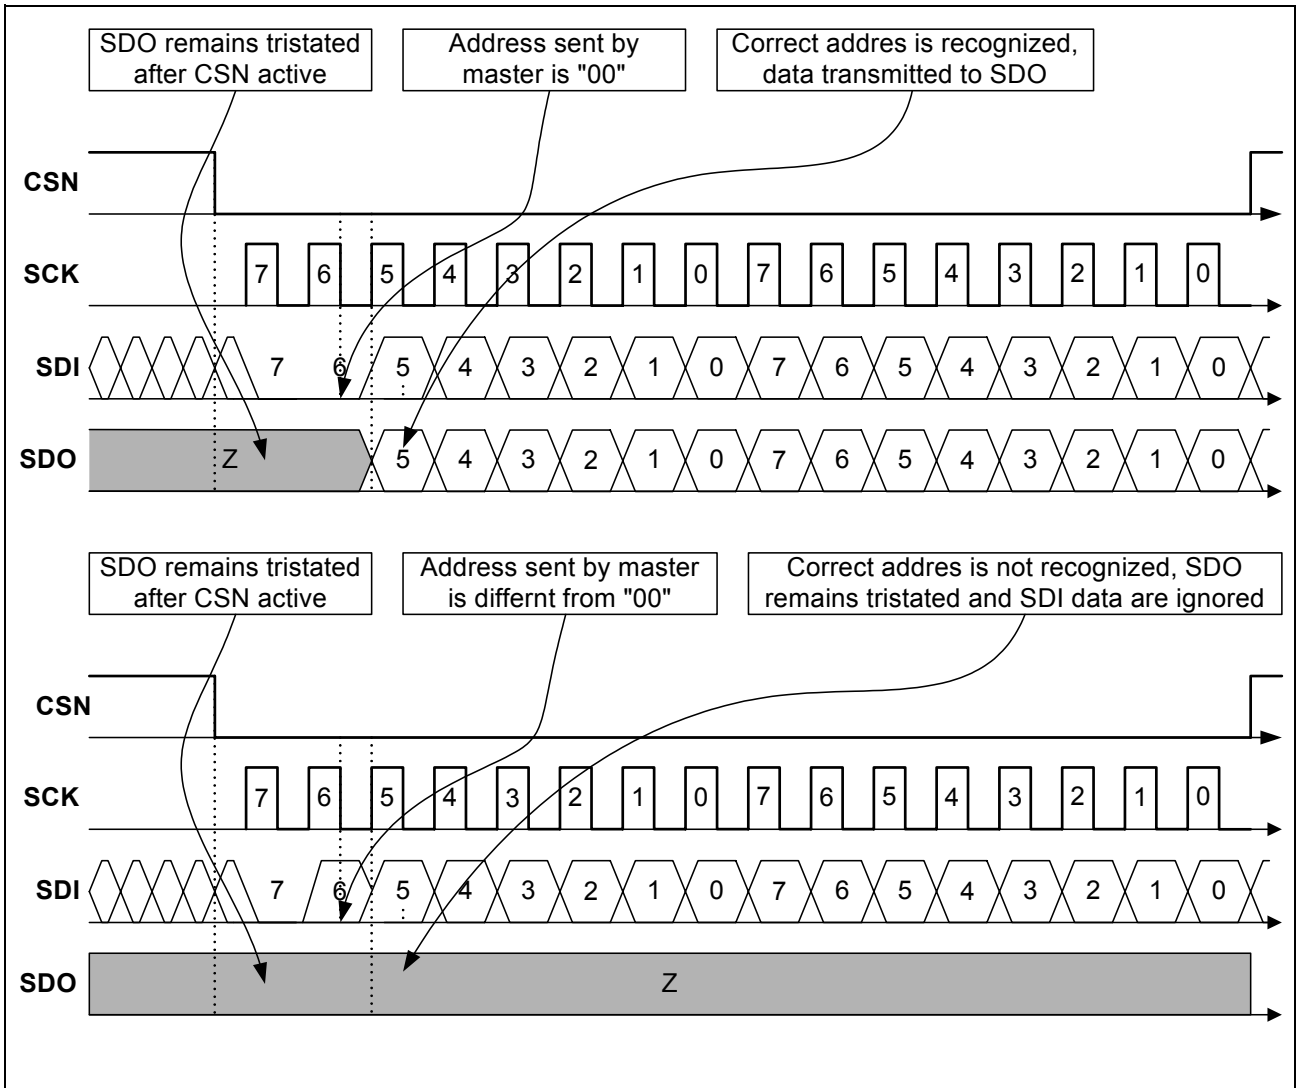 SDO remains tristated
after CSN active
Address sent by
master is "00"
Correct addres is recognized,
data transmitted to SDO
CSN
SCK
7 6 5 4 3 2 1 0 7 6 5 4 3 2 1 0
SDI
7 6 5 4 3 2 1 0 7 6 5 4 3 2 1 0
SDO
Z 5 4 3 2 1 0 7 6 5 4 3 2 1 0
SDO remains tristated
after CSN active
Address sent by master
is differnt from "00"
Correct addres is not recognized, SDO
remains tristated and SDI data are ignored
CSN
SCK
7 6 5 4 3 2 1 0 7 6 5 4 3 2 1 0
SDI
7 6 5 4 3 2 1 0 7 6 5 4 3 2 1 0
SDO
Z